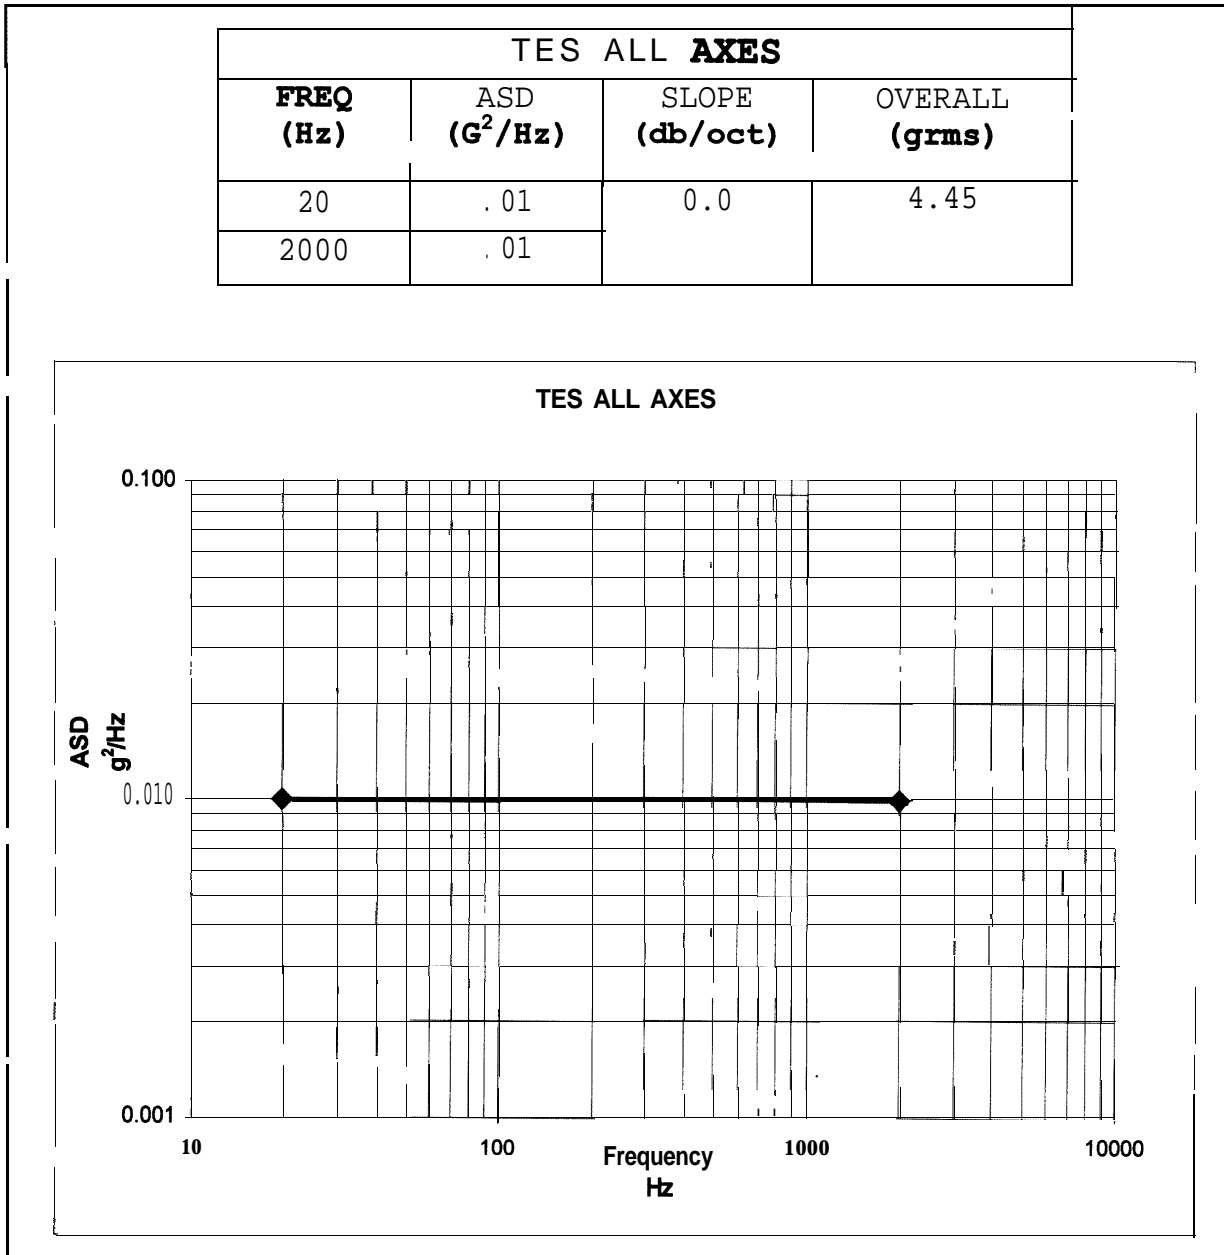 TES ALL AXES
FREQ (Hz) ASD (G²/Hz) SLOPE (db/oct) OVERALL (grms)
20 .01 0.0 4.45
2000 .01
TES ALL AXES
0.100
ASD
g²/Hz
0.010
0.001
10 100 1000 10000
Frequency
Hz